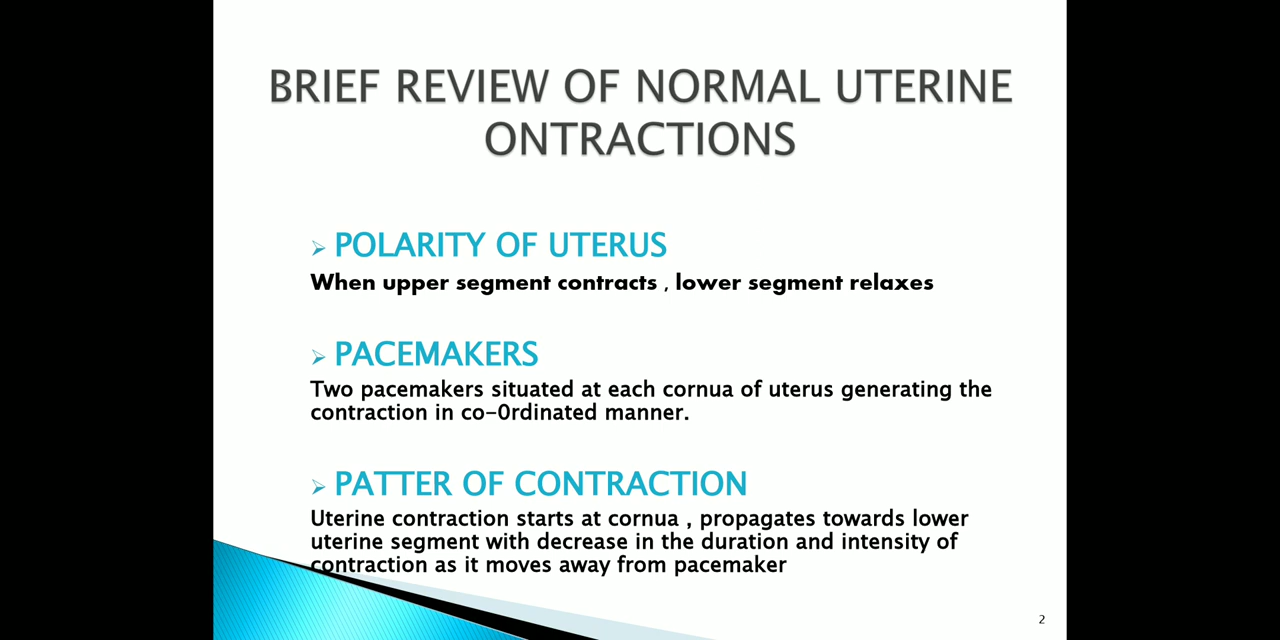 BRIEF REVIEW OF NORMAL UTERINE
ONTRACTIONS
POLARITY OF UTERUS
When upper segment contracts , lower segment relaxes
PACEMAKERS
Two pacemakers situated at each cornua of uterus generating the
contraction in co-0rdinated manner.
PATTER OF CONTRACTION
Uterine contraction starts at cornua , propagates towards lower
uterine segment with decrease in the duration and intensity of
contraction as it moves away from pacemaker
2